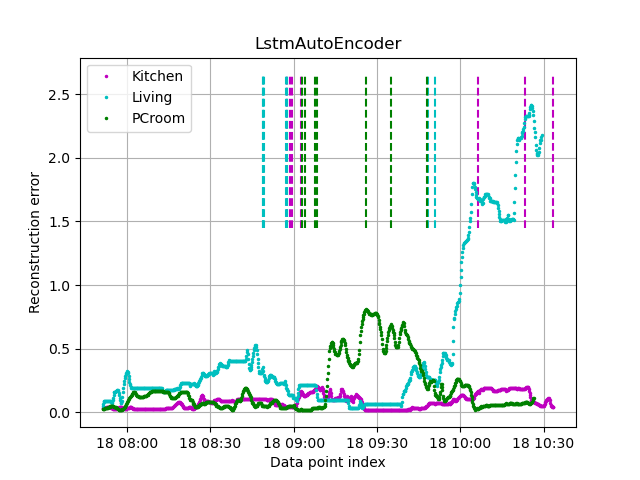 LstmAutoEncoder
Kitchen
Living
PCroom
Reconstruction error
2.5
2.0
1.5
1.0
0.5
0.0
18 08:00 18 08:30 18 09:00 18 09:30 18 10:00 18 10:30
Data point index